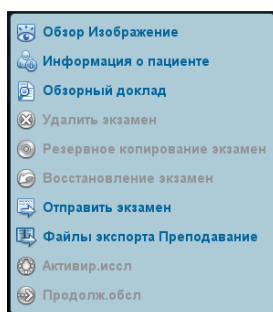 Обзор Изображение
Информация о пациенте
Обзорный доклад
Удалить экзамен
Резервное копирование экзамен
Восстановление экзамен
Отправить экзамен
Файлы экспорта Преподавание
Активир.иссл
Продолж.обсл